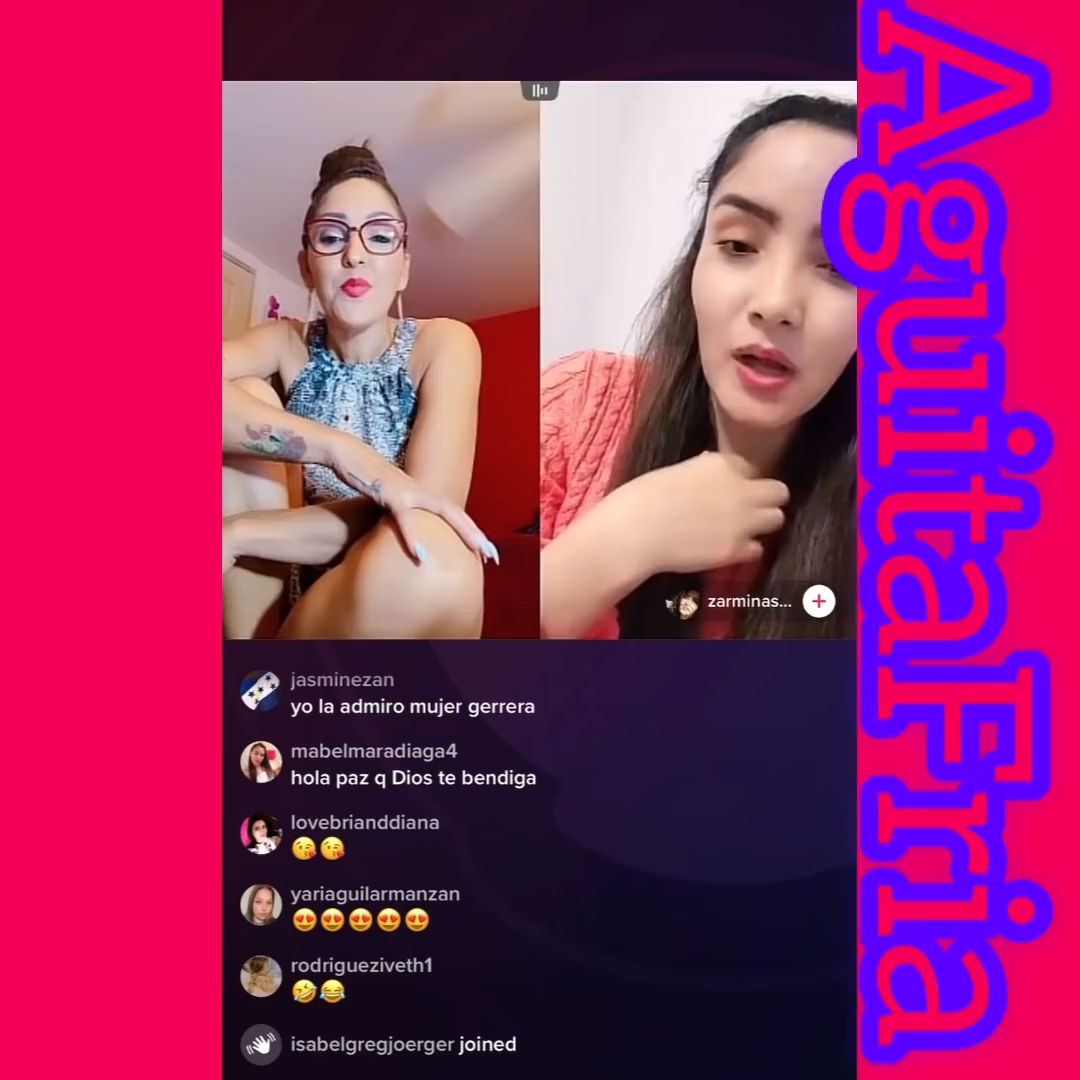 AguitaFria
zarminas...
jasminezan
yo la admiro mujer gerrera
mabelmaradiaga4
hola paz q Dios te bendiga
lovebrianddiana
😘😘
yariaguilarmanzan
😍😍😍😍😍
rodrigueziveth1
🤣😂
isabelgregjoerger joined